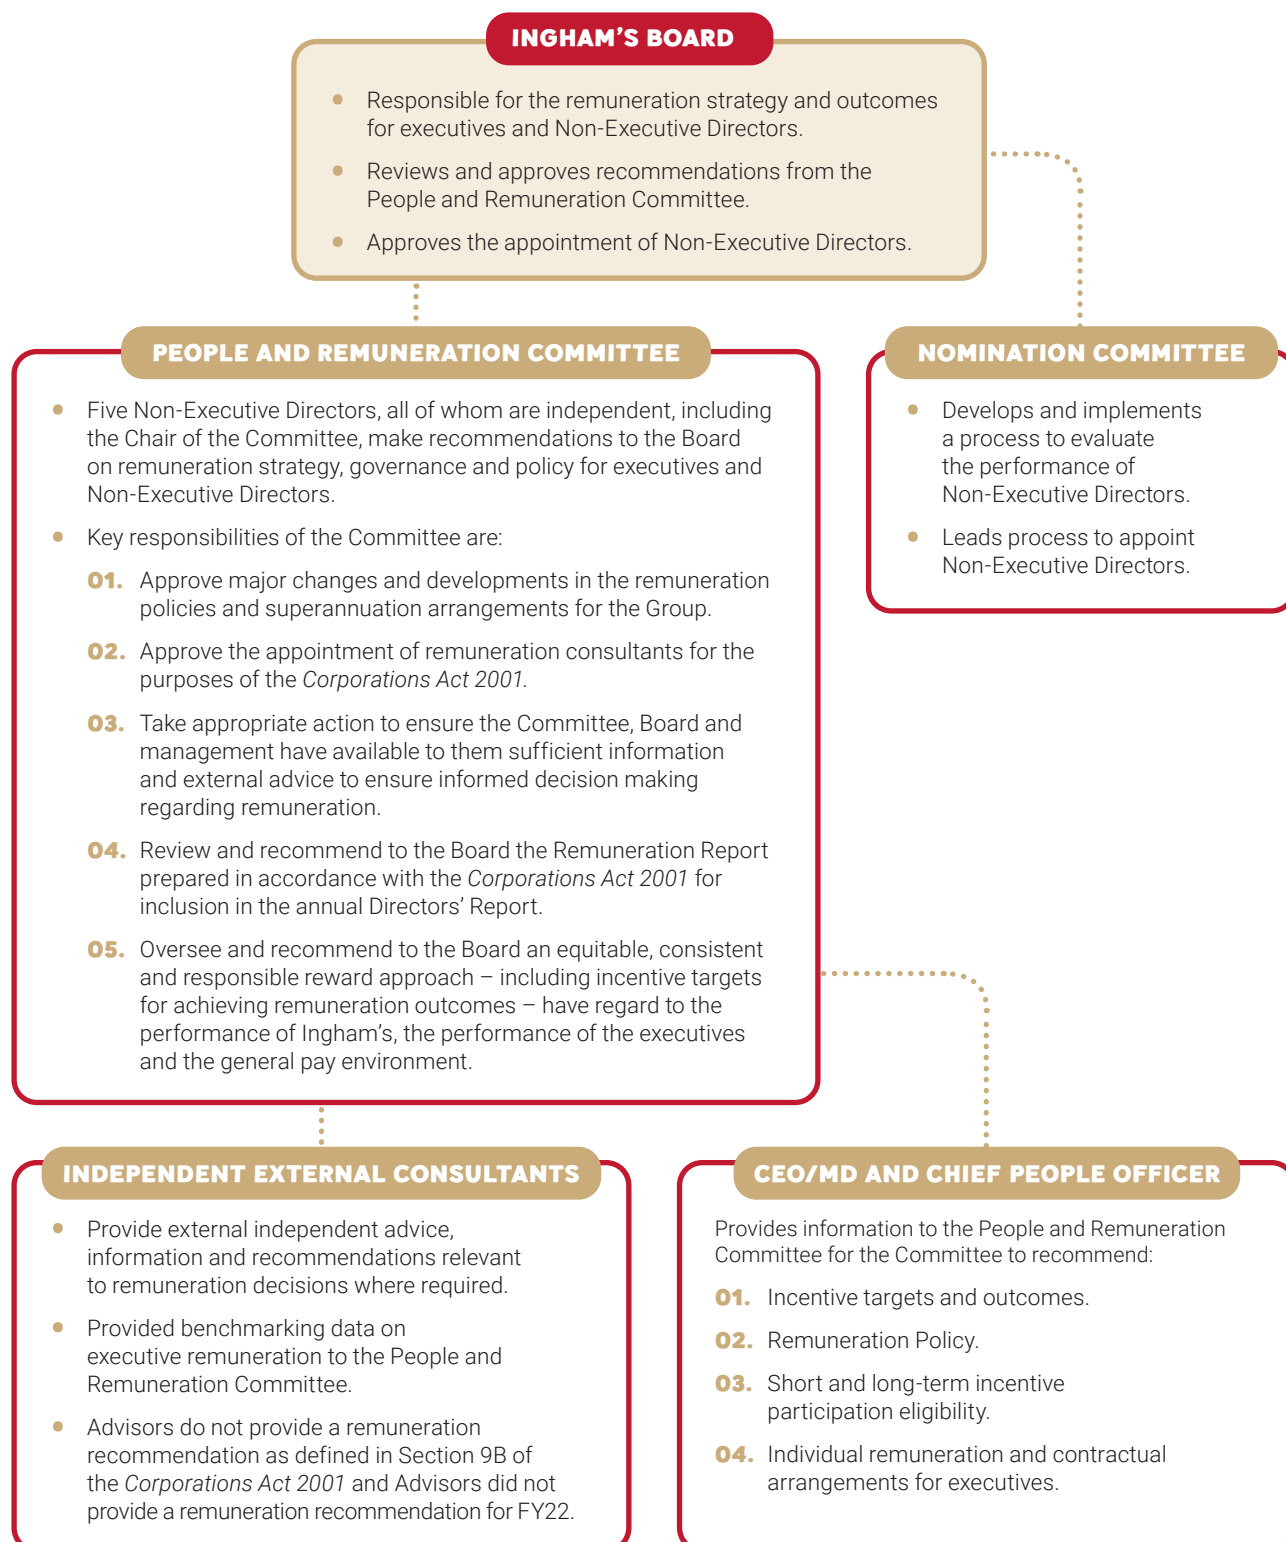 INGHAM'S BOARD
• Responsible for the remuneration strategy and outcomes
for executives and Non-Executive Directors.
• Reviews and approves recommendations from the
People and Remuneration Committee.
• Approves the appointment of Non-Executive Directors.
PEOPLE AND REMUNERATION COMMITTEE
• Five Non-Executive Directors, all of whom are independent, including
the Chair of the Committee, make recommendations to the Board
on remuneration strategy, governance and policy for executives and
Non-Executive Directors.
• Key responsibilities of the Committee are:
01. Approve major changes and developments in the remuneration
policies and superannuation arrangements for the Group.
02. Approve the appointment of remuneration consultants for the
purposes of the Corporations Act 2001.
03. Take appropriate action to ensure the Committee, Board and
management have available to them sufficient information
and external advice to ensure informed decision making
regarding remuneration.
04. Review and recommend to the Board the Remuneration Report
prepared in accordance with the Corporations Act 2001 for
inclusion in the annual Directors' Report.
05. Oversee and recommend to the Board an equitable, consistent
and responsible reward approach – including incentive targets
for achieving remuneration outcomes – have regard to the
performance of Ingham's, the performance of the executives
and the general pay environment.
NOMINATION COMMITTEE
• Develops and implements
a process to evaluate
the performance of
Non-Executive Directors.
• Leads process to appoint
Non-Executive Directors.
INDEPENDENT EXTERNAL CONSULTANTS
• Provide external independent advice,
information and recommendations relevant
to remuneration decisions where required.
• Provided benchmarking data on
executive remuneration to the People and
Remuneration Committee.
• Advisors do not provide a remuneration
recommendation as defined in Section 9B of
the Corporations Act 2001 and Advisors did not
provide a remuneration recommendation for FY22.
CEO/MD AND CHIEF PEOPLE OFFICER
Provides information to the People and Remuneration
Committee for the Committee to recommend:
01. Incentive targets and outcomes.
02. Remuneration Policy.
03. Short and long-term incentive
participation eligibility.
04. Individual remuneration and contractual
arrangements for executives.